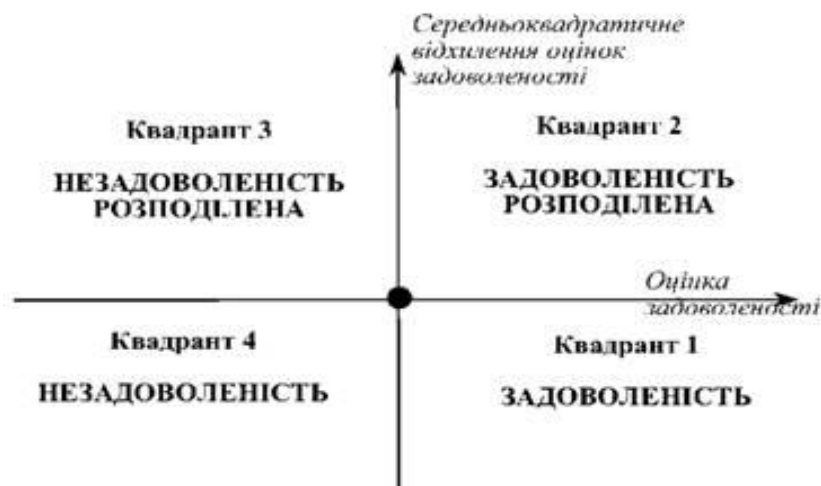 Середньоквадратичне
відхилення оцінок
задоволеності
Квадрант 3
Квадрант 2
НЕЗАДОВОЛЕНІСТЬ
РОЗПОДІЛЕНА
ЗАДОВОЛЕНІСТЬ
РОЗПОДІЛЕНА
Оцінка
задоволеності
Квадрант 4
Квадрант 1
НЕЗАДОВОЛЕНІСТЬ
ЗАДОВОЛЕНІСТЬ